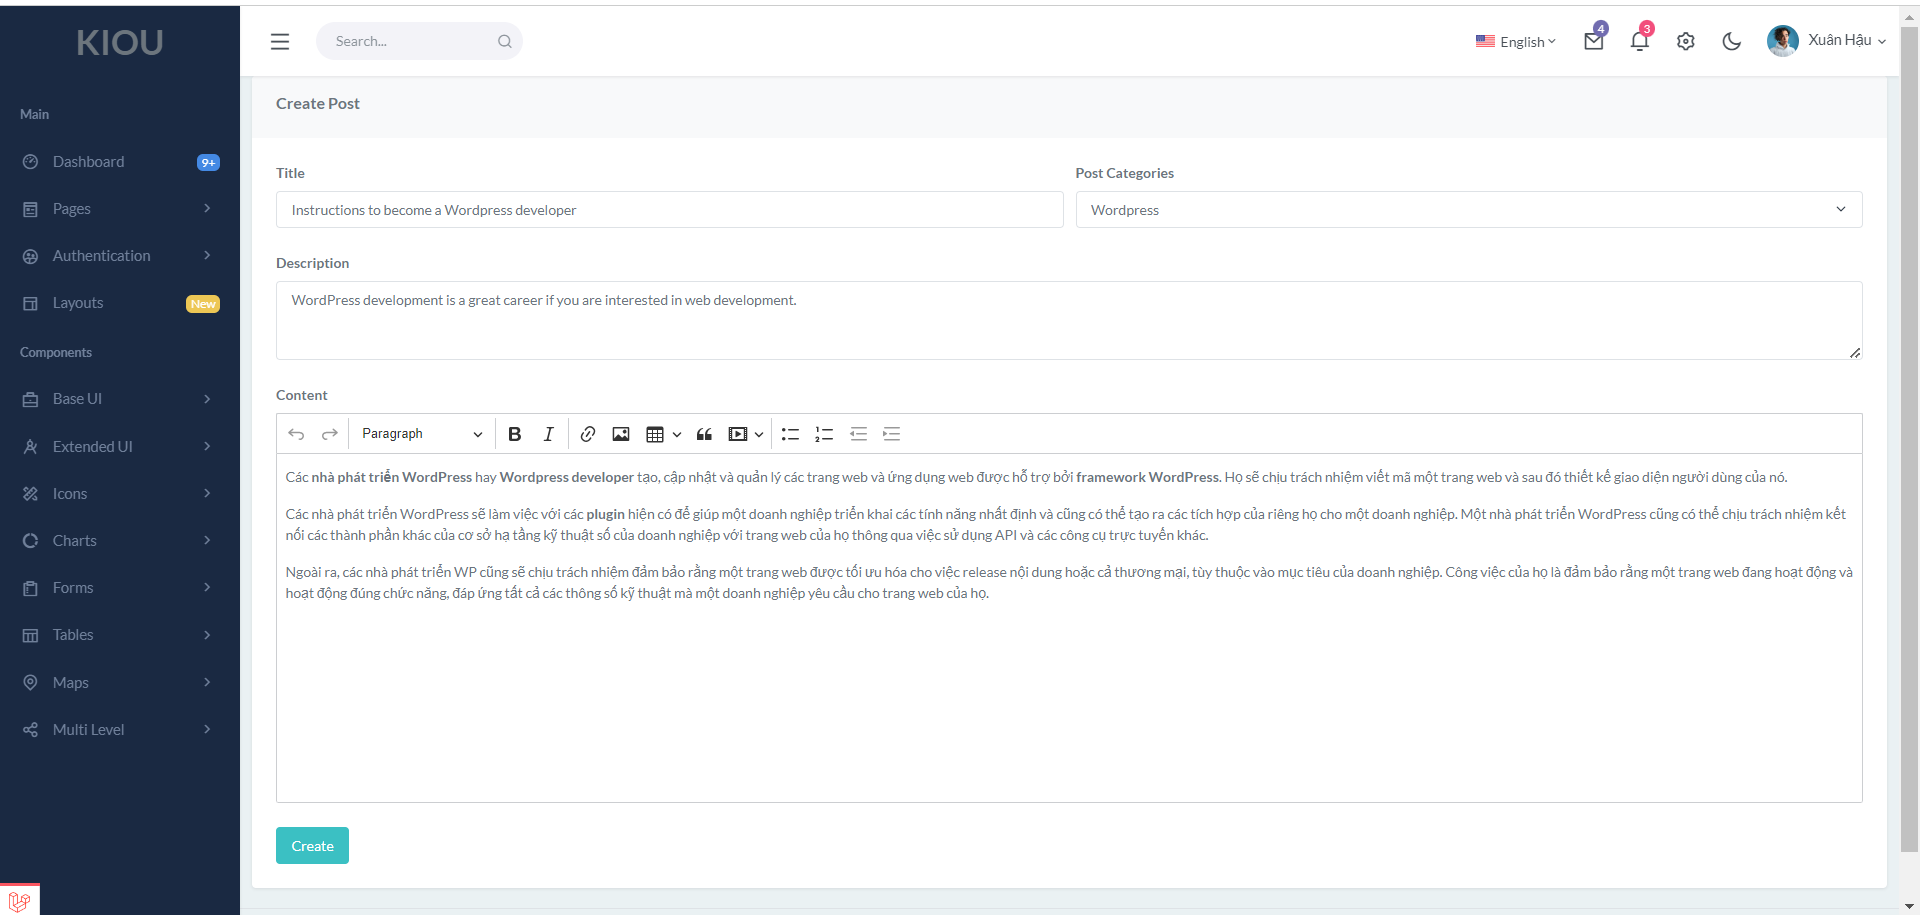 KIOU
Search...
English
4
3
Xuân Hậu
Main
Dashboard 9+
Pages
Authentication
Layouts New
Components
Base UI
Extended UI
Icons
Charts
Forms
Tables
Maps
Multi Level
Create Post
Title
Instructions to become a Wordpress developer
Post Categories
Wordpress
Description
WordPress development is a great career if you are interested in web development.
Content
Paragraph
Các nhà phát triển WordPress hay Wordpress developer tạo, cập nhật và quản lý các trang web và ứng dụng web được hỗ trợ bởi framework WordPress. Họ sẽ chịu trách nhiệm viết mã một trang web và sau đó thiết kế giao diện người dùng của nó.
Các nhà phát triển WordPress sẽ làm việc với các plugin hiện có để giúp một doanh nghiệp triển khai các tính năng nhất định và cũng có thể tạo ra các tích hợp của riêng họ cho một doanh nghiệp. Một nhà phát triển WordPress cũng có thể chịu trách nhiệm kết
nối các thành phần khác của cơ sở hạ tầng kỹ thuật số của doanh nghiệp với trang web của họ thông qua việc sử dụng API và các công cụ trực tuyến khác.
Ngoài ra, các nhà phát triển WP cũng sẽ chịu trách nhiệm đảm bảo rằng một trang web được tối ưu hóa cho việc release nội dung hoặc cả thương mại, tùy thuộc vào mục tiêu của doanh nghiệp. Công việc của họ là đảm bảo rằng một trang web đang hoạt động và
hoạt động đúng chức năng, đáp ứng tất cả các thông số kỹ thuật mà một doanh nghiệp yêu cầu cho trang web của họ.
Create